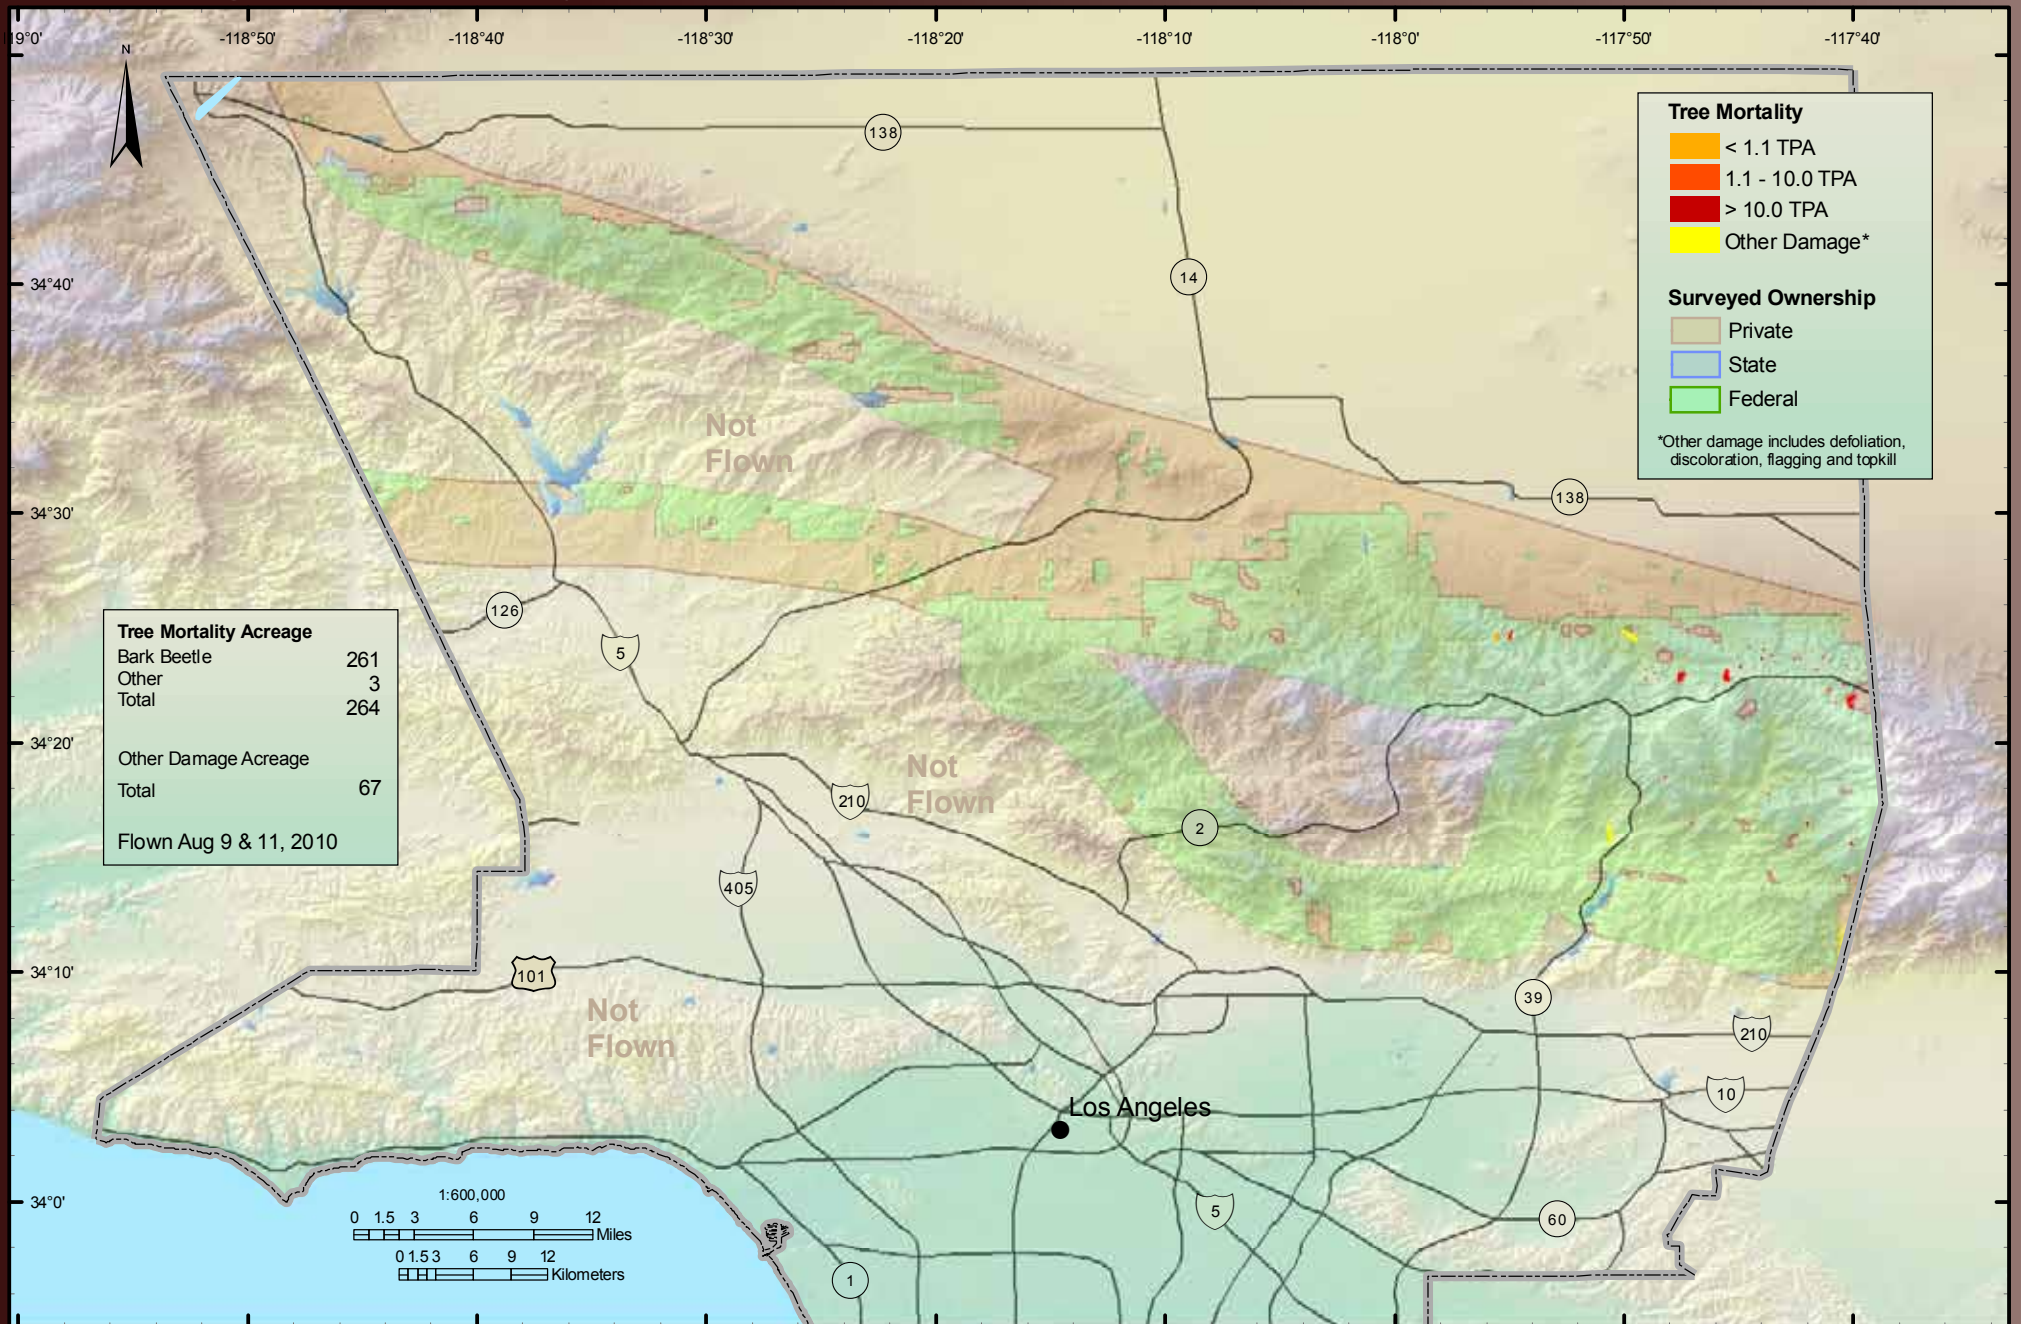 -119°0'
-118°50'
-118°40'
-118°30'
-118°20'
-118°10'
-118°0'
-117°50'
-117°40'
N
Tree Mortality
< 1.1 TPA
1.1 - 10.0 TPA
> 10.0 TPA
Other Damage*
Surveyed Ownership
Private
State
Federal
*Other damage includes defoliation,
discoloration, flagging and topkill
138
14
34°40'
Not
Flown
138
34°30'
126
5
Tree Mortality Acreage
Bark Beetle 261
Other 3
Total 264
Other Damage Acreage
Total 67
Flown Aug 9 & 11, 2010
34°20'
Not
Flown
210
2
405
34°10'
101
39
Not
Flown
210
10
Los Angeles
34°0'
1:600,000
0 1.5 3 6 9 12
Miles
0 1.5 3 6 9 12
Kilometers
5
60
1